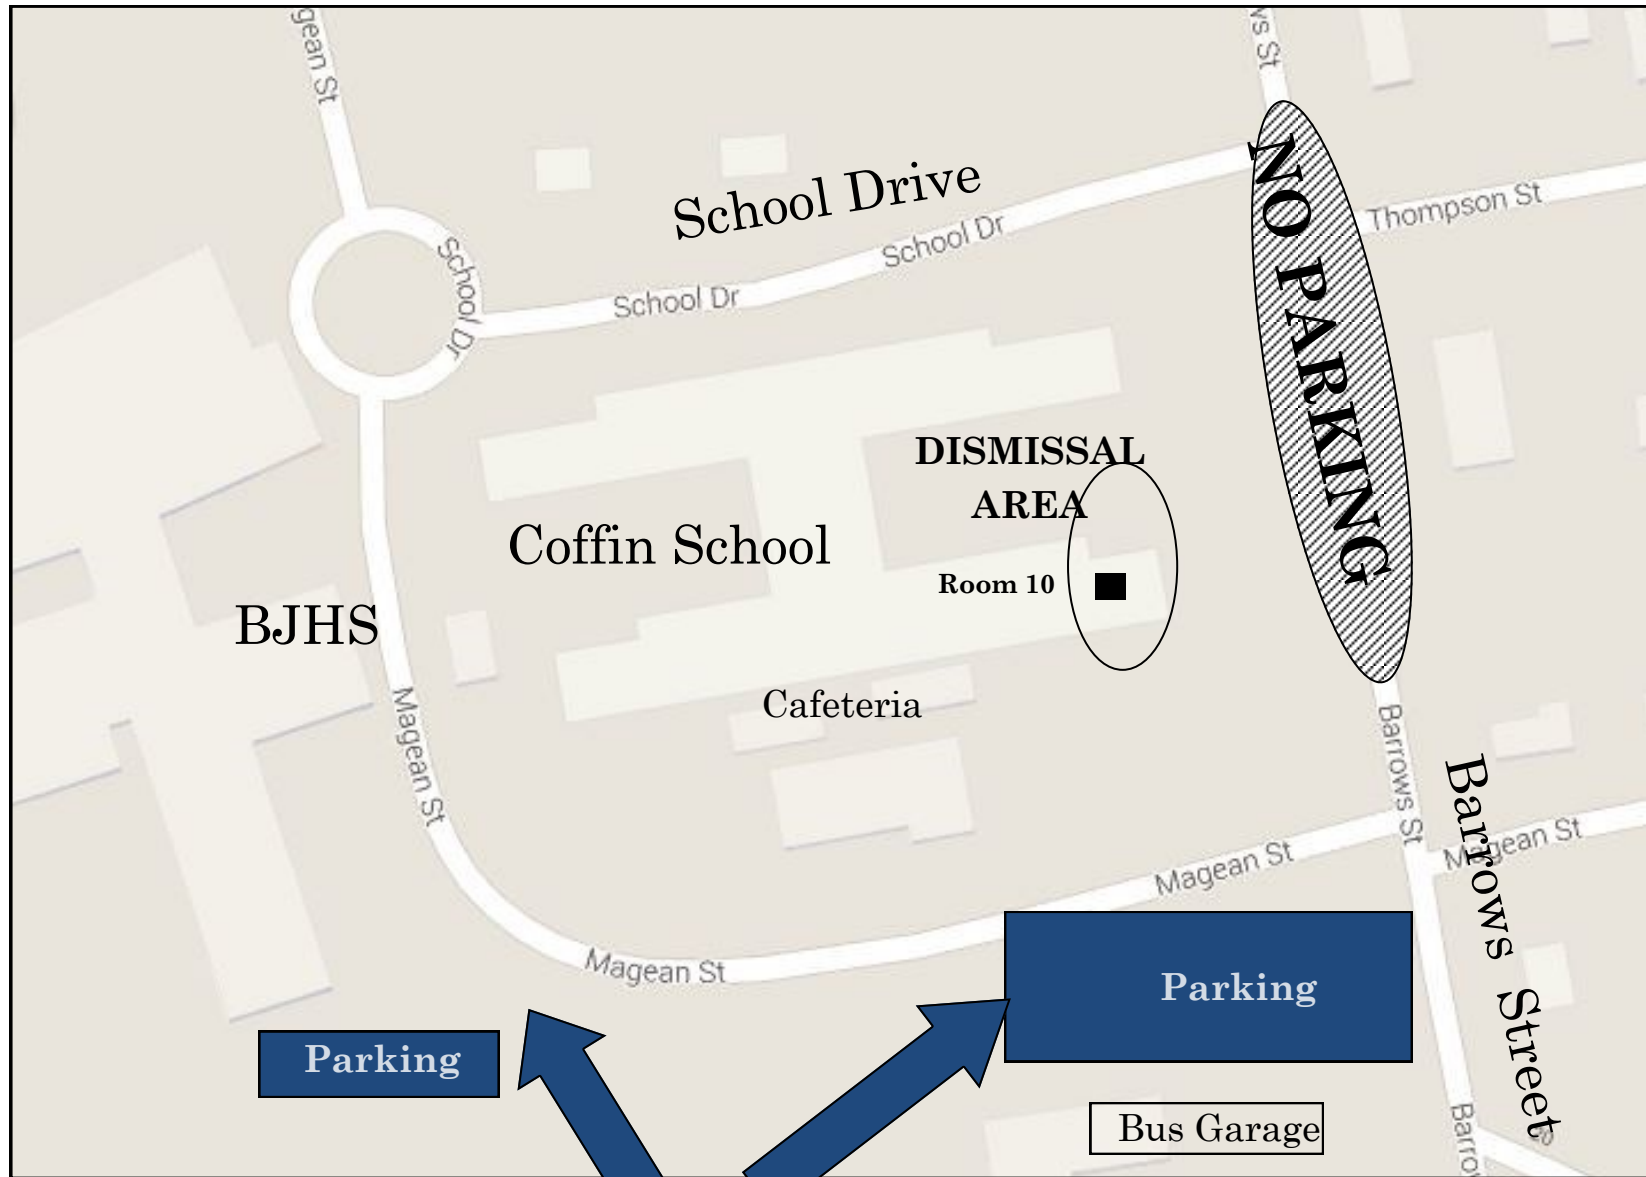 gean St
ws St
School Drive
School Dr
School Dr
School Dr
Thompson St
NO PARKING
DISMISSAL
AREA
Room 10
Coffin School
BJHS
Cafeteria
Magean St
Barrows St
Barrows Street
Magean St
Magean St
Magean St
Parking
Parking
Bus Garage
Barro